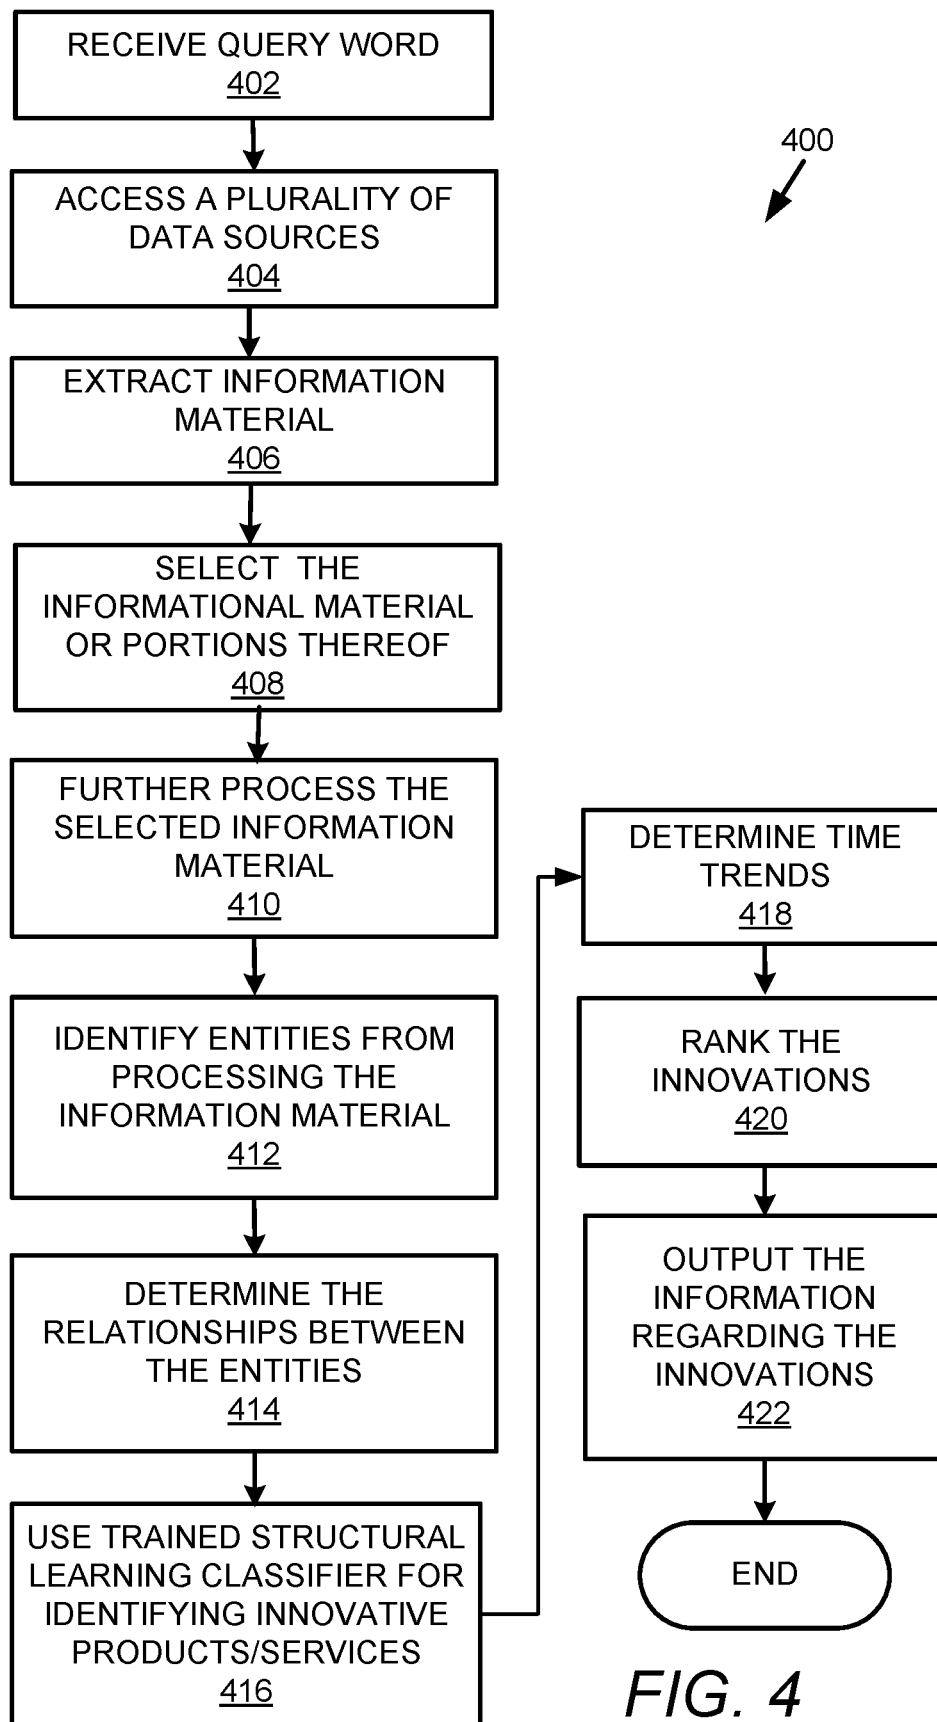 RECEIVE QUERY WORD
402
400
ACCESS A PLURALITY OF
DATA SOURCES
404
EXTRACT INFORMATION
MATERIAL
406
SELECT THE
INFORMATIONAL MATERIAL
OR PORTIONS THEREOF
408
FURTHER PROCESS THE
SELECTED INFORMATION
MATERIAL
410
IDENTIFY ENTITIES FROM
PROCESSING THE
INFORMATION MATERIAL
412
DETERMINE THE
RELATIONSHIPS BETWEEN
THE ENTITIES
414
USE TRAINED STRUCTURAL
LEARNING CLASSIFIER FOR
IDENTIFYING INNOVATIVE
PRODUCTS/SERVICES
416
DETERMINE TIME
TRENDS
418
RANK THE
INNOVATIONS
420
OUTPUT THE
INFORMATION
REGARDING THE
INNOVATIONS
422
END
FIG. 4